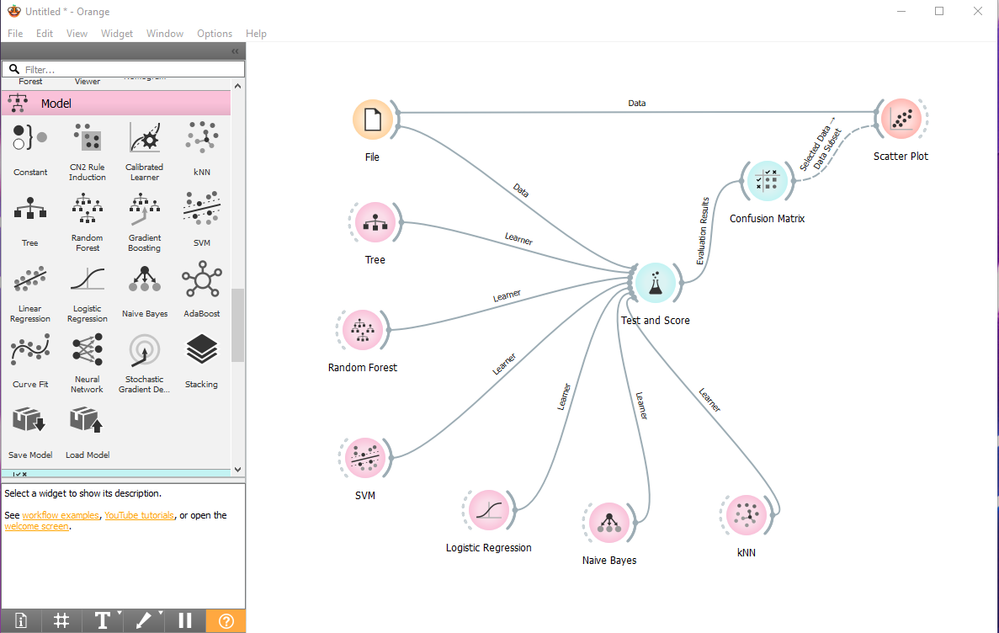 Untitled * - Orange
File Edit View Widget Window Options Help
Filter...
Forest Viewer
Model
Constant
CN2 Rule
Induction
Calibrated
Learner
kNN
Tree
Random
Forest
Gradient
Boosting
SVM
Linear
Regression
Logistic
Regression
Naive Bayes
AdaBoost
Curve Fit
Neural
Network
Stochastic
Gradient De...
Stacking
Save Model
Load Model
Select a widget to show its description.
See workflow examples, YouTube tutorials, or open the
welcome screen.
Data
File
Scatter Plot
Selected Data →
Data Subset
Confusion Matrix
Data
Evaluation Results
Learner
Tree
Learner
Test and Score
Random Forest
Learner
Learner
Learner
Learner
SVM
Logistic Regression
Naive Bayes
kNN